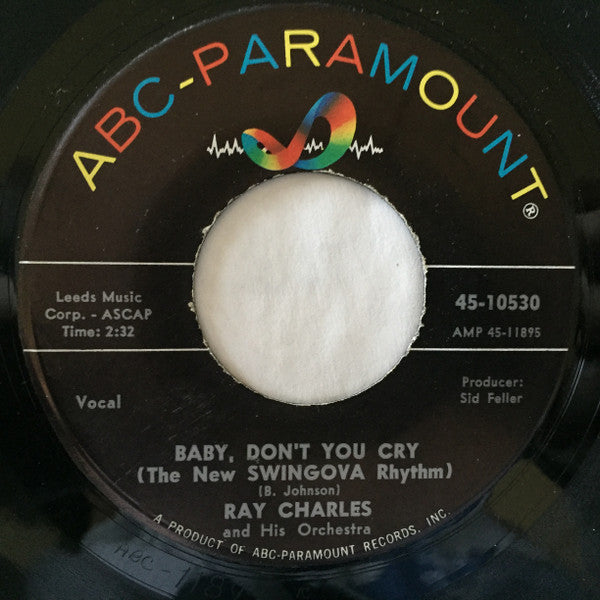 ABC-PARAMOUNT®
Leeds Music
Corp. - ASCAP
Time: 2:32
45-10530
AMP 45-11895
Vocal
Producer:
Sid Feller
BABY, DON'T YOU CRY
(The New SWINGOVA Rhythm)
(B. Johnson)
RAY CHARLES
and His Orchestra
A PRODUCT OF ABC-PARAMOUNT RECORDS, INC.